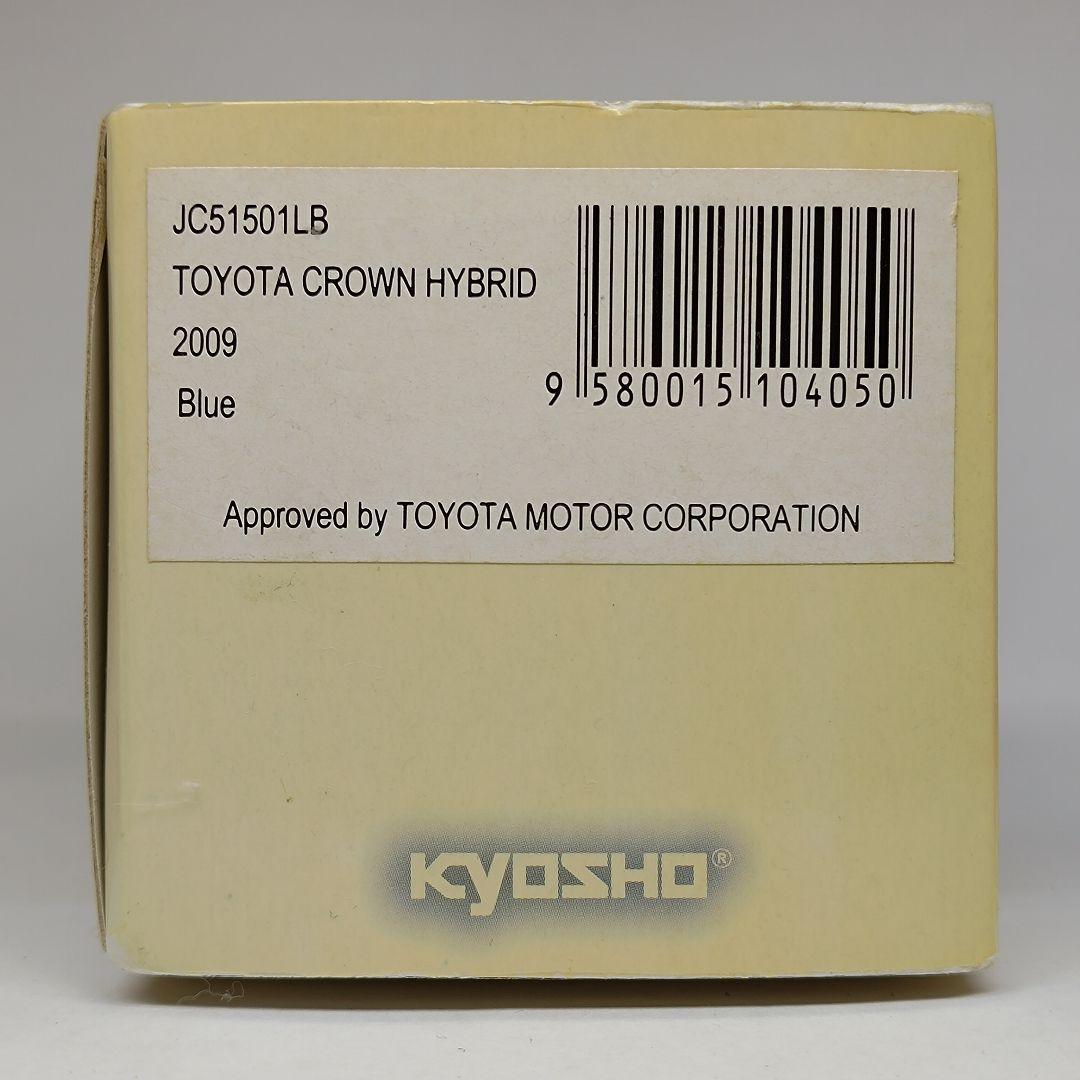 JC51501LB
TOYOTA CROWN HYBRID
2009
Blue
9 580015 104050
Approved by TOYOTA MOTOR CORPORATION
KYOSHO®